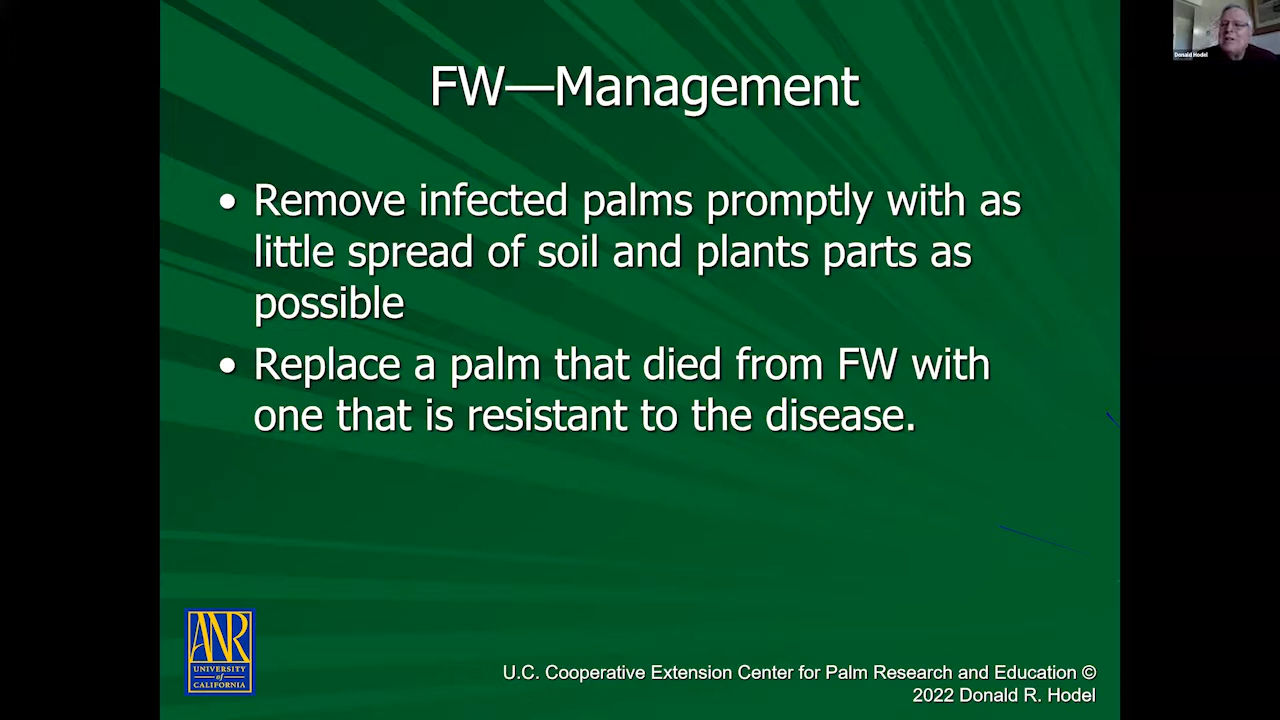 Donald Hodel
FW—Management
• Remove infected palms promptly with as
little spread of soil and plants parts as
possible
• Replace a palm that died from FW with
one that is resistant to the disease.
ANR
UNIVERSITY
of
CALIFORNIA
U.C. Cooperative Extension Center for Palm Research and Education ©
2022 Donald R. Hodel